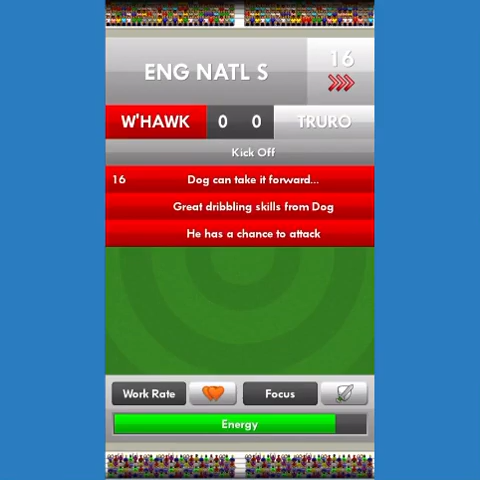 ENG NATL S
16
W'HAWK 0 0 TRURO
Kick Off
16 Dog can take it forward...
Great dribbling skills from Dog
He has a chance to attack
Work Rate Focus
Energy